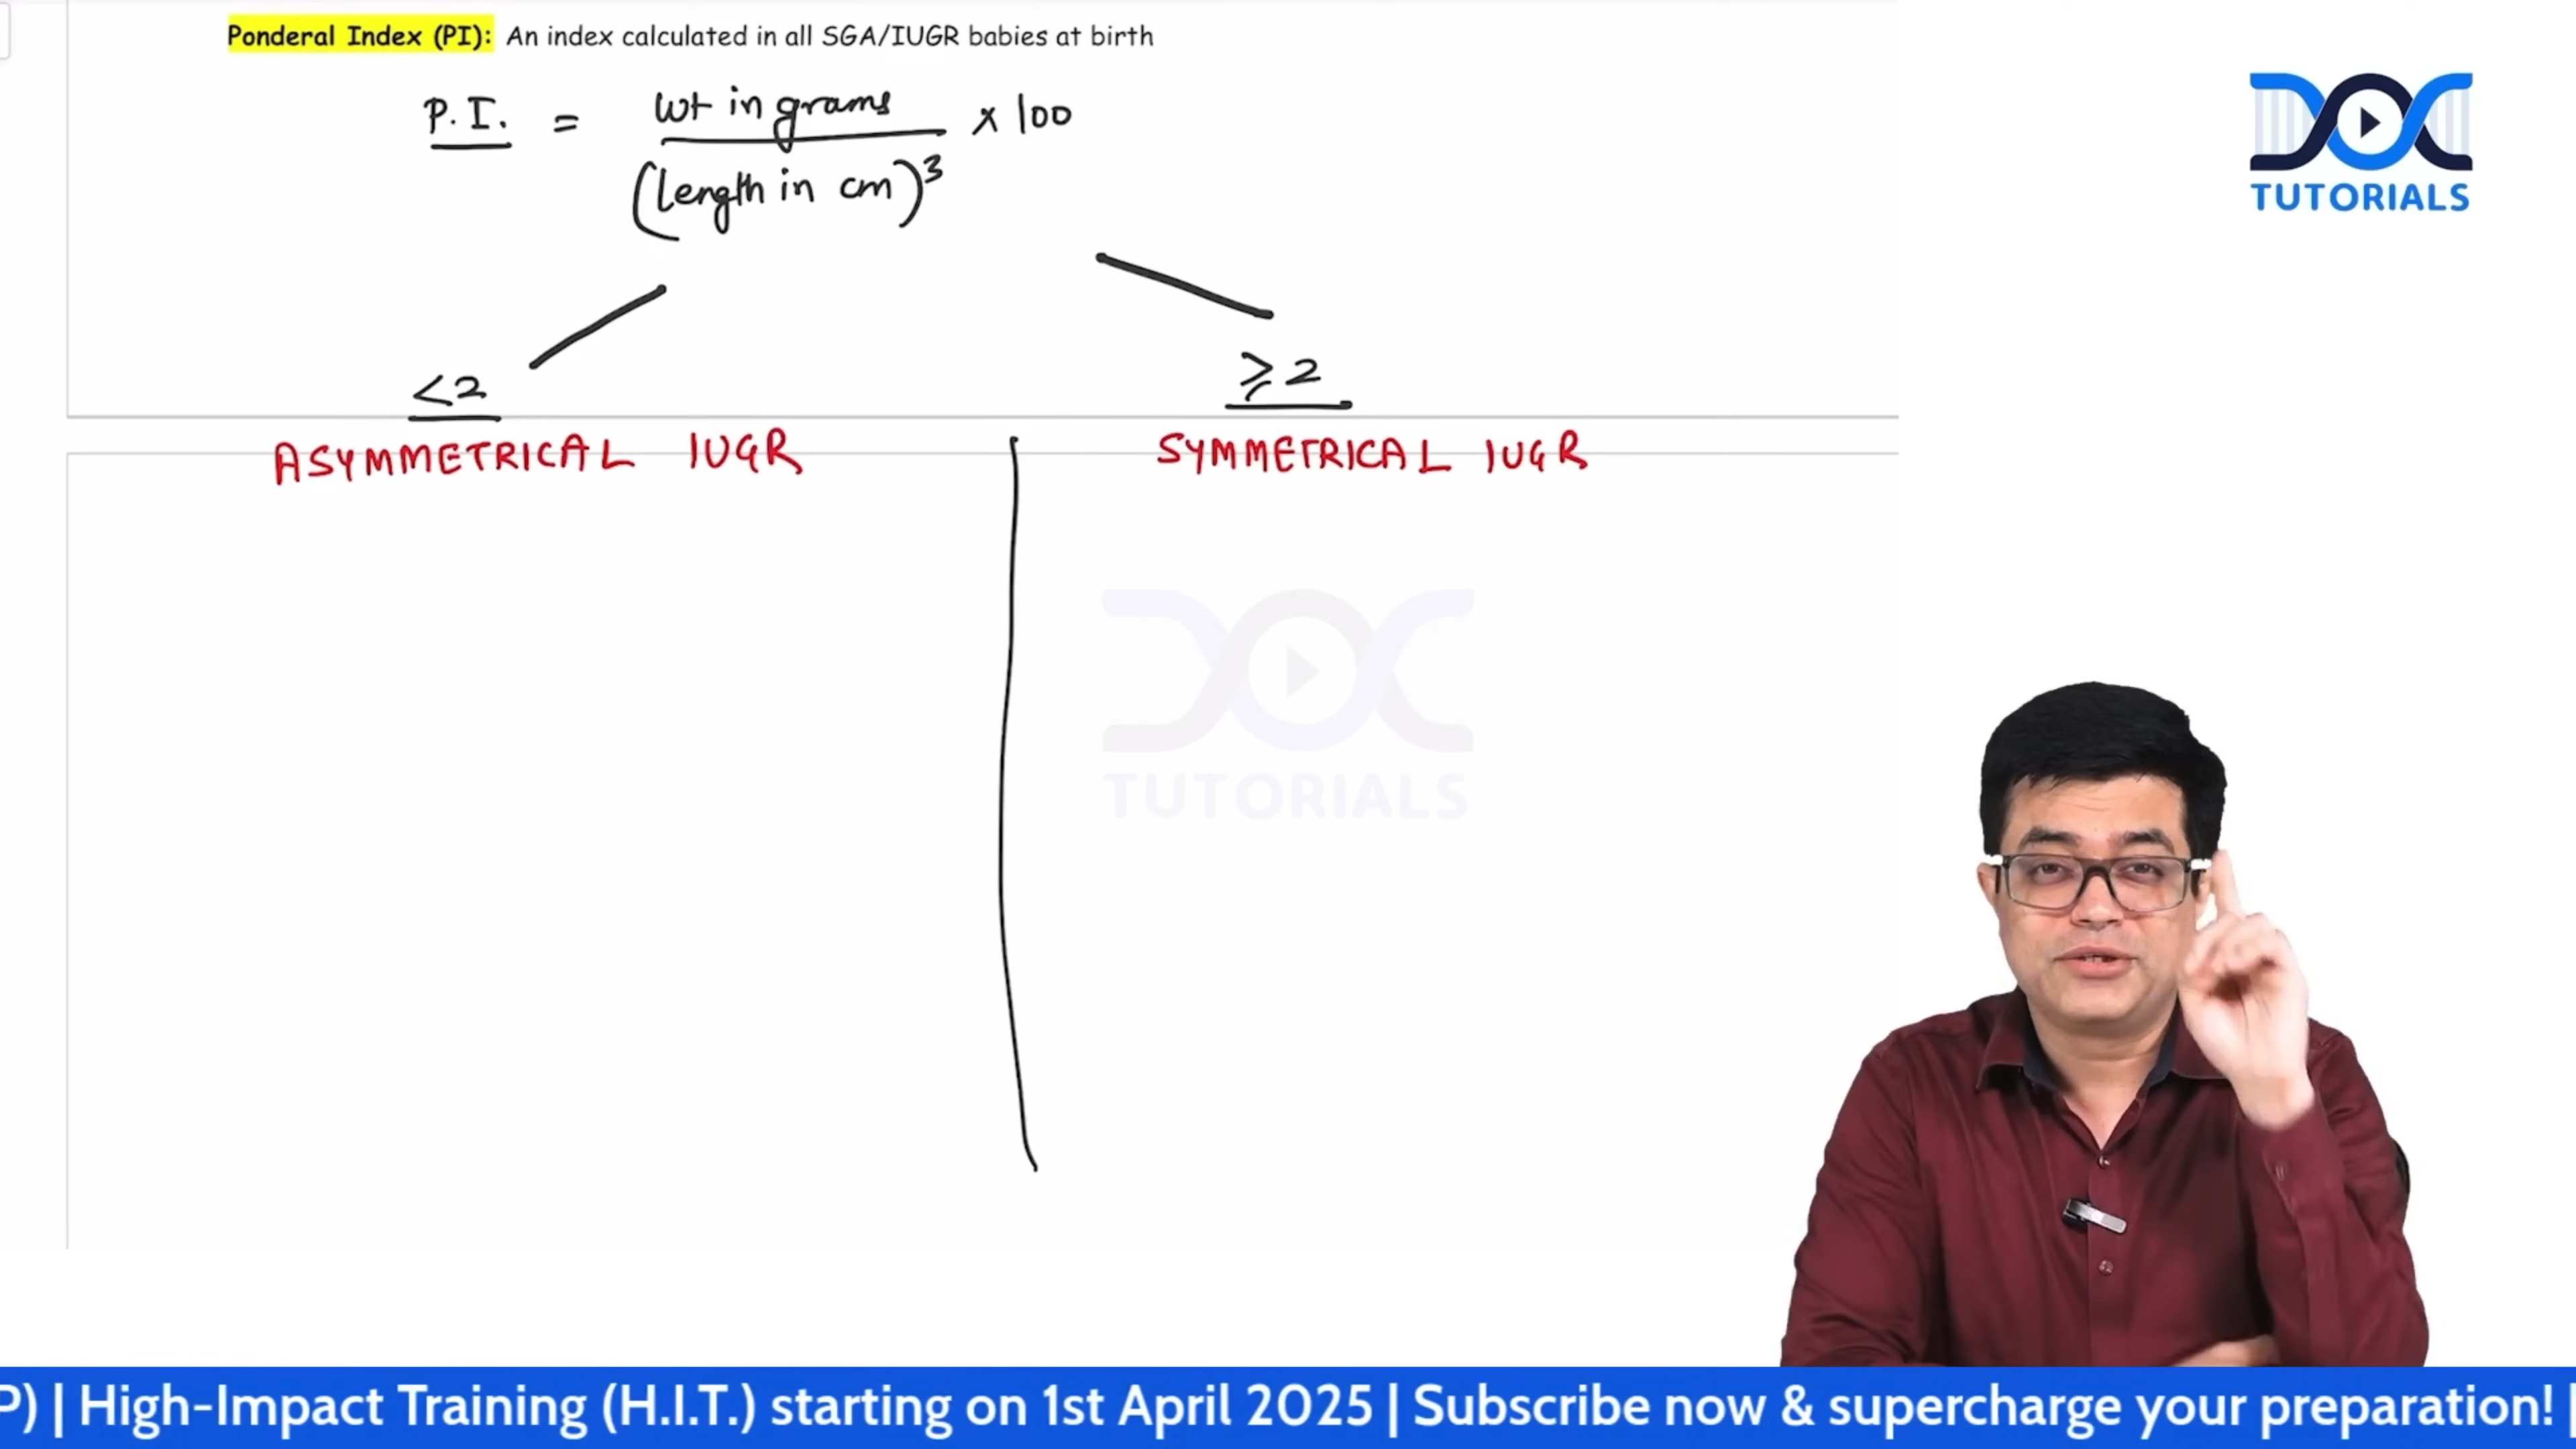 Ponderal Index (PI): An index calculated in all SGA/IUGR babies at birth
P.I. = wt in grams / (length in cm)³ × 100
<2
≥ 2
ASYMMETRICAL IUGR
SYMMETRICAL IUGR
DOC
TUTORIALS
DOC
TUTORIALS
P) | High-Impact Training (H.I.T.) starting on 1st April 2025 | Subscribe now & supercharge your preparation! |